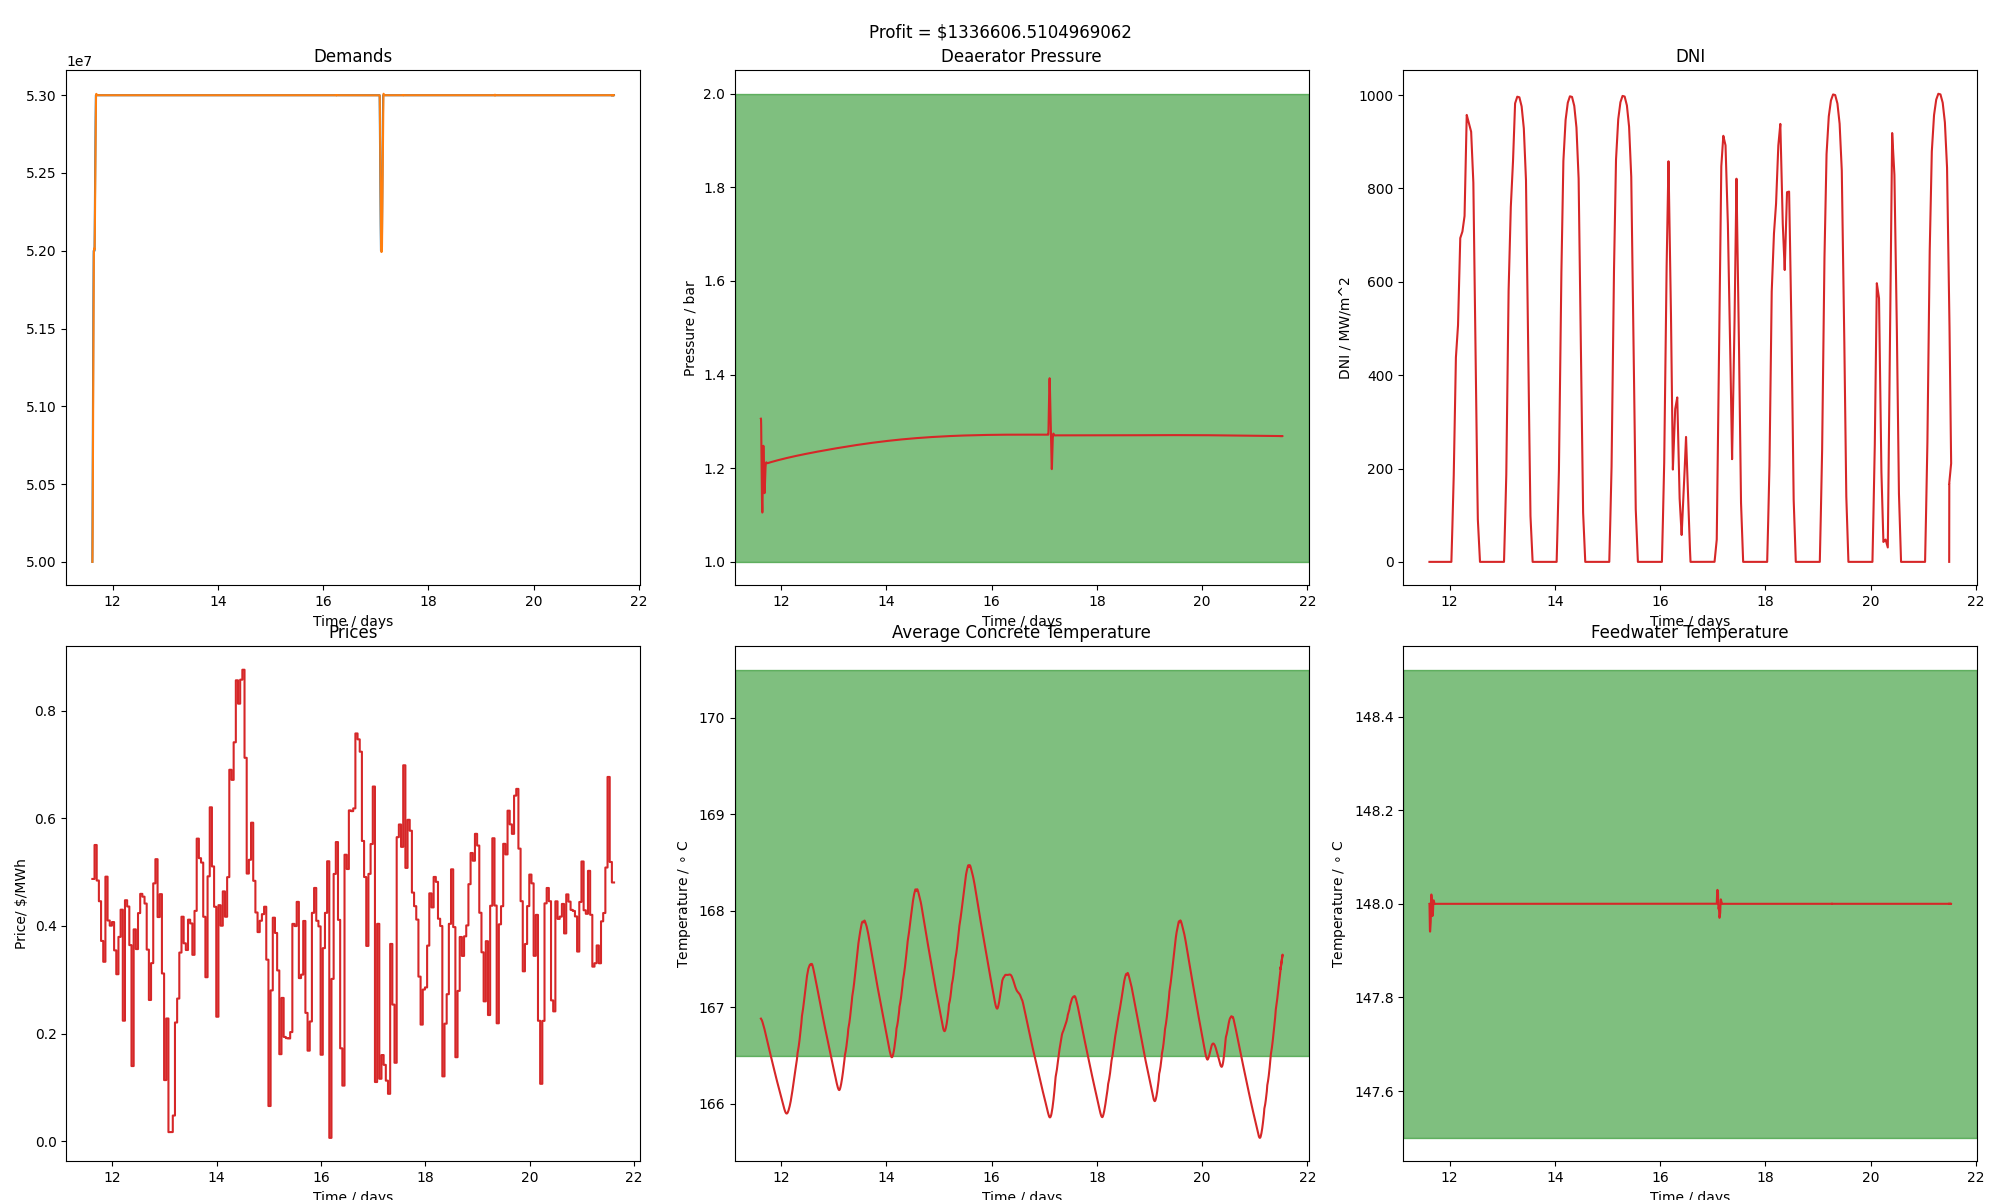 Profit = $1336606.5104969062
Demands
1e7
5.30
5.25
5.20
5.15
5.10
5.05
5.00
12 14 16 18 20 22
Time / days
Deaerator Pressure
Pressure / bar
2.0
1.8
1.6
1.4
1.2
1.0
12 14 16 18 20 22
Time / days
DNI
DNI / MW/m^2
1000
800
600
400
200
0
12 14 16 18 20 22
Time / days
Prices
Price/ $/MWh
0.8
0.6
0.4
0.2
0.0
12 14 16 18 20 22
Time / days
Average Concrete Temperature
Temperature / ∘ C
170
169
168
167
166
12 14 16 18 20 22
Time / days
Feedwater Temperature
Temperature / ∘ C
148.4
148.2
148.0
147.8
147.6
12 14 16 18 20 22
Time / days